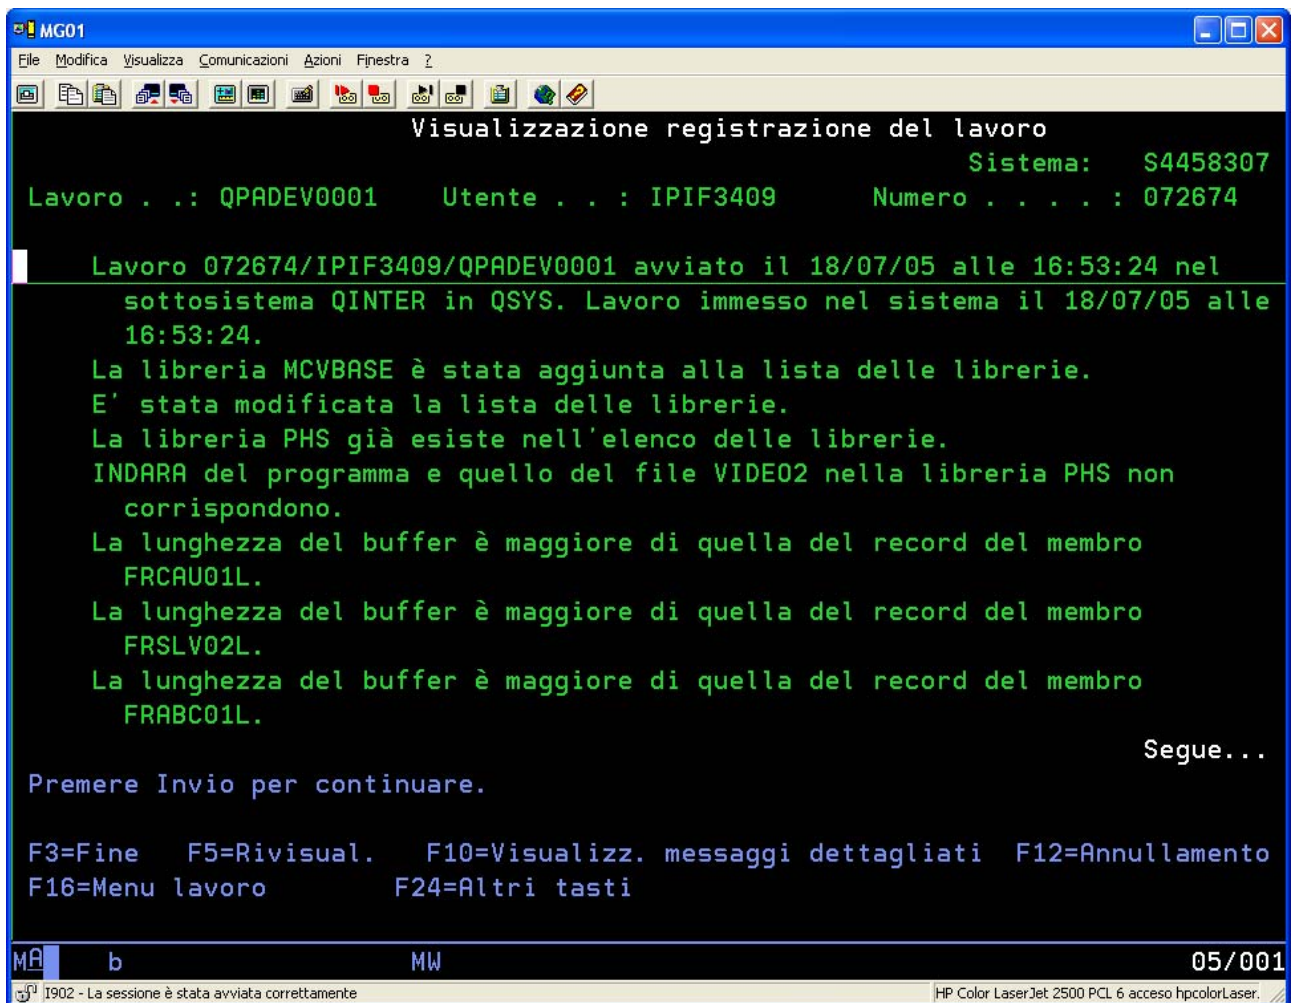 MG01
File Modifica Visualizza Comunicazioni Azioni Finestra ?
Visualizzazione registrazione del lavoro
Sistema: S4458307
Lavoro . .: QPADEV0001 Utente . . : IPIF3409 Numero . . . . : 072674
Lavoro 072674/IPIF3409/QPADEV0001 avviato il 18/07/05 alle 16:53:24 nel
sottosistema QINTER in QSYS. Lavoro immesso nel sistema il 18/07/05 alle
16:53:24.
La libreria MCVBASE è stata aggiunta alla lista delle librerie.
E' stata modificata la lista delle librerie.
La libreria PHS già esiste nell'elenco delle librerie.
INDARA del programma e quello del file VIDEO2 nella libreria PHS non
corrispondono.
La lunghezza del buffer è maggiore di quella del record del membro
FRCAU01L.
La lunghezza del buffer è maggiore di quella del record del membro
FRSLV02L.
La lunghezza del buffer è maggiore di quella del record del membro
FRABC01L.
Segue...
Premere Invio per continuare.
F3=Fine F5=Rivisual. F10=Visualizz. messaggi dettagliati F12=Annullamento
F16=Menu lavoro F24=Altri tasti
MA b MW 05/001
I902 - La sessione è stata avviata correttamente HP Color LaserJet 2500 PCL 6 acceso hpcolorLaser.